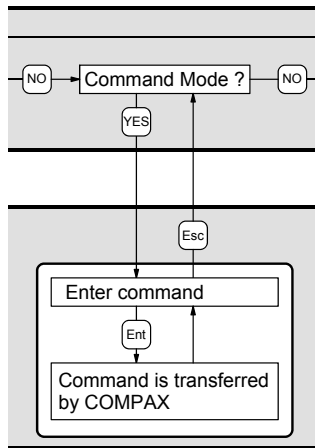 NO
Command Mode ?
NO
YES
Esc
Enter command
Ent
Command is transferred
by COMPAX